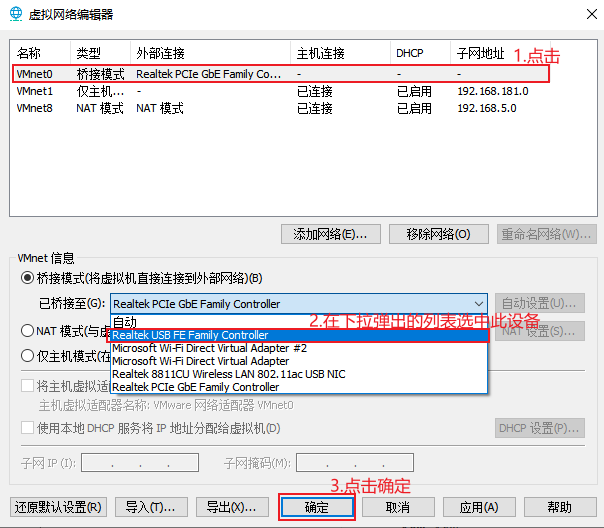 虚拟网络编辑器
名称 类型 外部连接 主机连接 DHCP 子网地址
1.点击
VMnet0 桥接模式 Realtek PCIe GbE Family Co... - - -
VMnet1 仅主机... - 已连接 已启用 192.168.181.0
VMnet8 NAT 模式 NAT 模式 已连接 已启用 192.168.5.0
添加网络(E)... 移除网络(O) 重命名网络(W)...
VMnet 信息
桥接模式(将虚拟机直接连接到外部网络)(B)
已桥接至(G): Realtek PCIe GbE Family Controller 自动设置(U)...
自动
2.在下拉弹出的列表选中此设备
NAT 模式(与虚 Realtek USB FE Family Controller NAT 设置(S)...
Microsoft Wi-Fi Direct Virtual Adapter #2
仅主机模式(在 Microsoft Wi-Fi Direct Virtual Adapter
Realtek 8811CU Wireless LAN 802.11ac USB NIC
将主机虚拟适 Realtek PCIe GbE Family Controller
主机虚拟适配器名称: VMware 网络适配器 VMnet0
使用本地 DHCP 服务将 IP 地址分配给虚拟机(D) DHCP 设置(P)...
子网 IP (I): . . . 子网掩码(M): . . .
3.点击确定
还原默认设置(R) 导入(T)... 导出(X)... 确定 取消 应用(A) 帮助